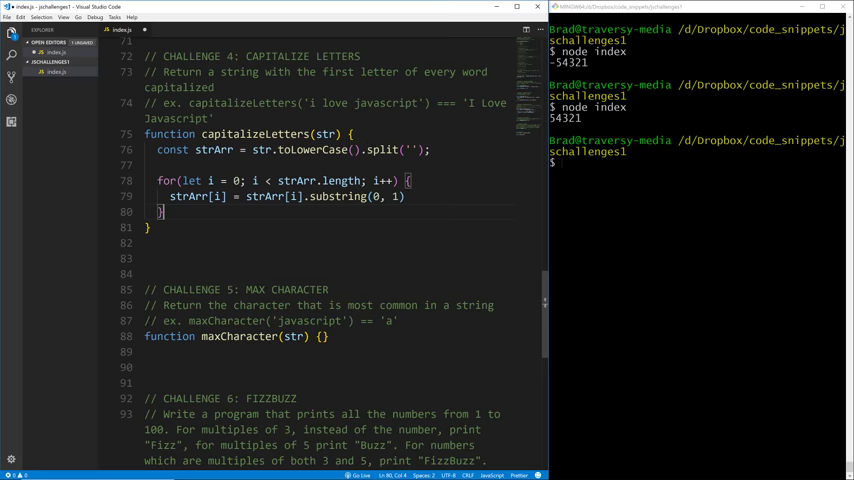 index.js - jschallenges1 - Visual Studio Code
File Edit Selection View Go Debug Tasks Help
EXPLORER
OPEN EDITORS 1 UNSAVED
index.js
JSCHALLENGES1
index.js
index.js
71
72 // CHALLENGE 4: CAPITALIZE LETTERS
73 // Return a string with the first letter of every word
capitalized
74 // ex. capitalizeLetters('i love javascript') === 'I Love
Javascript'
75 function capitalizeLetters(str) {
76 const strArr = str.toLowerCase().split('');
77
78 for(let i = 0; i < strArr.length; i++) {
79 strArr[i] = strArr[i].substring(0, 1)
80 }
81 }
82
83
84
85 // CHALLENGE 5: MAX CHARACTER
86 // Return the character that is most common in a string
87 // ex. maxCharacter('javascript') == 'a'
88 function maxCharacter(str) {}
89
90
91
92 // CHALLENGE 6: FIZZBUZZ
93 // Write a program that prints all the numbers from 1 to
100. For multiples of 3, instead of the number, print
"Fizz", for multiples of 5 print "Buzz". For numbers
which are multiples of both 3 and 5, print "FizzBuzz".
0 0 Go Live Ln 80, Col 4 Spaces: 2 UTF-8 CRLF JavaScript Prettier
MINGW64:/d/Dropbox/code_snippets/jschallenges1
Brad@traversy-media /d/Dropbox/code_snippets/j
schallenges1
$ node index
-54321
Brad@traversy-media /d/Dropbox/code_snippets/j
schallenges1
$ node index
54321
Brad@traversy-media /d/Dropbox/code_snippets/j
schallenges1
$